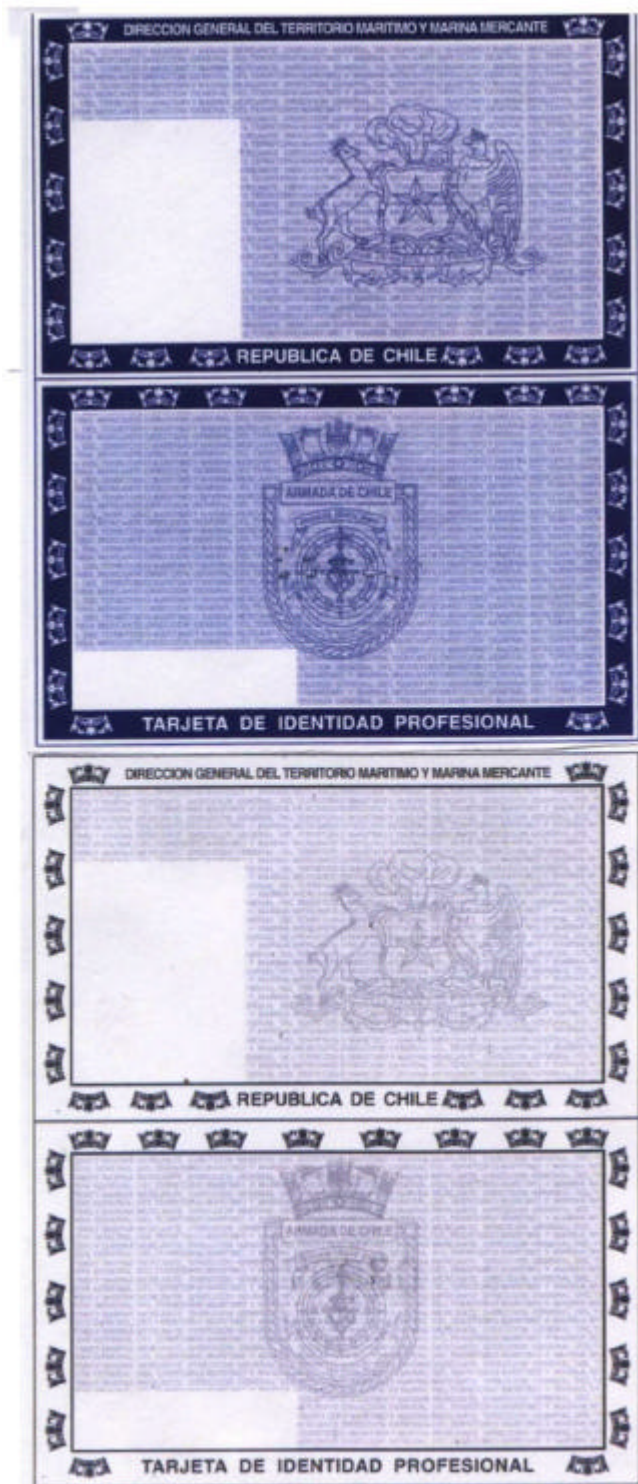 DIRECCION GENERAL DEL TERRITORIO MARITIMO Y MARINA MERCANTE
REPUBLICA DE CHILE
ARMADA DE CHILE
TARJETA DE IDENTIDAD PROFESIONAL
DIRECCION GENERAL DEL TERRITORIO MARITIMO Y MARINA MERCANTE
REPUBLICA DE CHILE
ARMADA DE CHILE
TARJETA DE IDENTIDAD PROFESIONAL